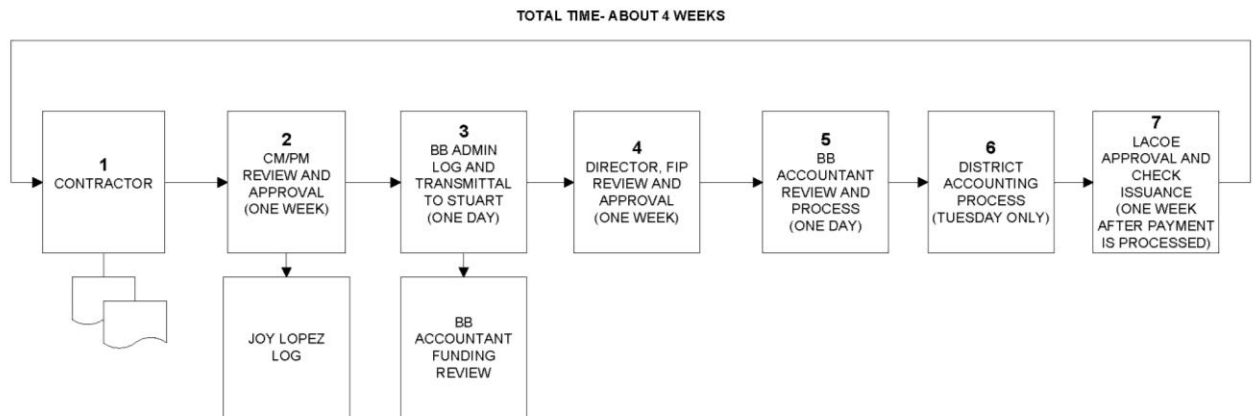 TOTAL TIME- ABOUT 4 WEEKS
1
CONTRACTOR
2
CM/PM
REVIEW AND
APPROVAL
(ONE WEEK)
3
BB ADMIN
LOG AND
TRANSMITTAL
TO STUART
(ONE DAY)
4
DIRECTOR, FIP
REVIEW AND
APPROVAL
(ONE WEEK)
5
BB
ACCOUNTANT
REVIEW AND
PROCESS
(ONE DAY)
6
DISTRICT
ACCOUNTING
PROCESS
(TUESDAY ONLY)
7
LACOE
APPROVAL AND
CHECK
ISSUANCE
(ONE WEEK
AFTER PAYMENT
IS PROCESSED)
JOY LOPEZ
LOG
BB
ACCOUNTANT
FUNDING
REVIEW